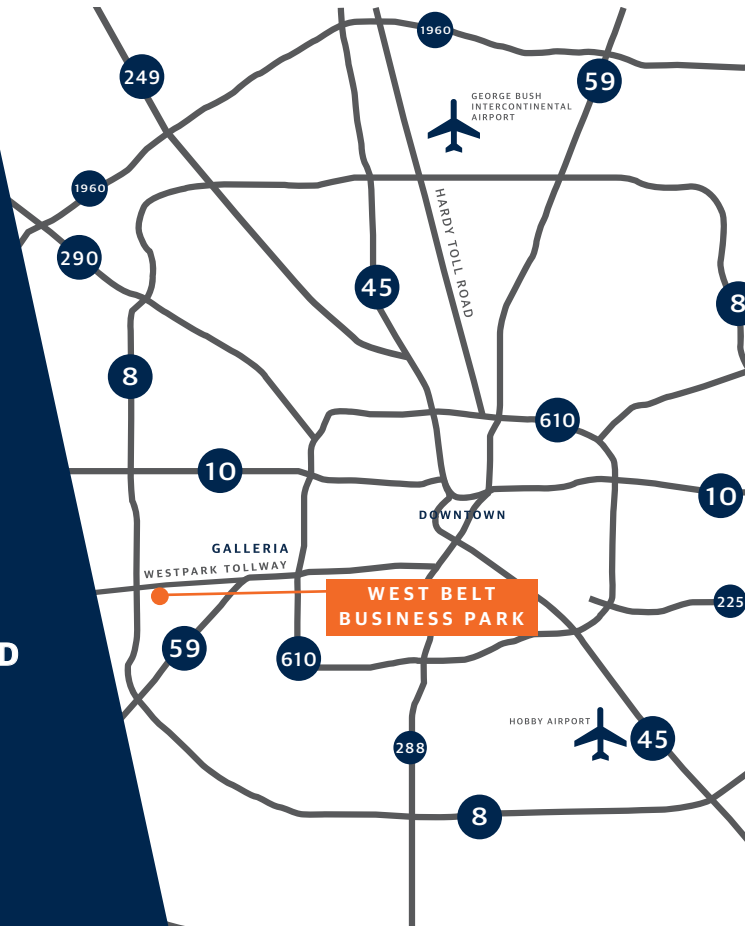 1960
249
59
GEORGE BUSH
INTERCONTINENTAL
AIRPORT
1960
HARDY TOLL ROAD
290
45
8
8
610
10
10
DOWNTOWN
GALLERIA
WESTPARK TOLLWAY
WEST BELT
BUSINESS PARK
225
59
610
D
HOBBY AIRPORT
45
288
8